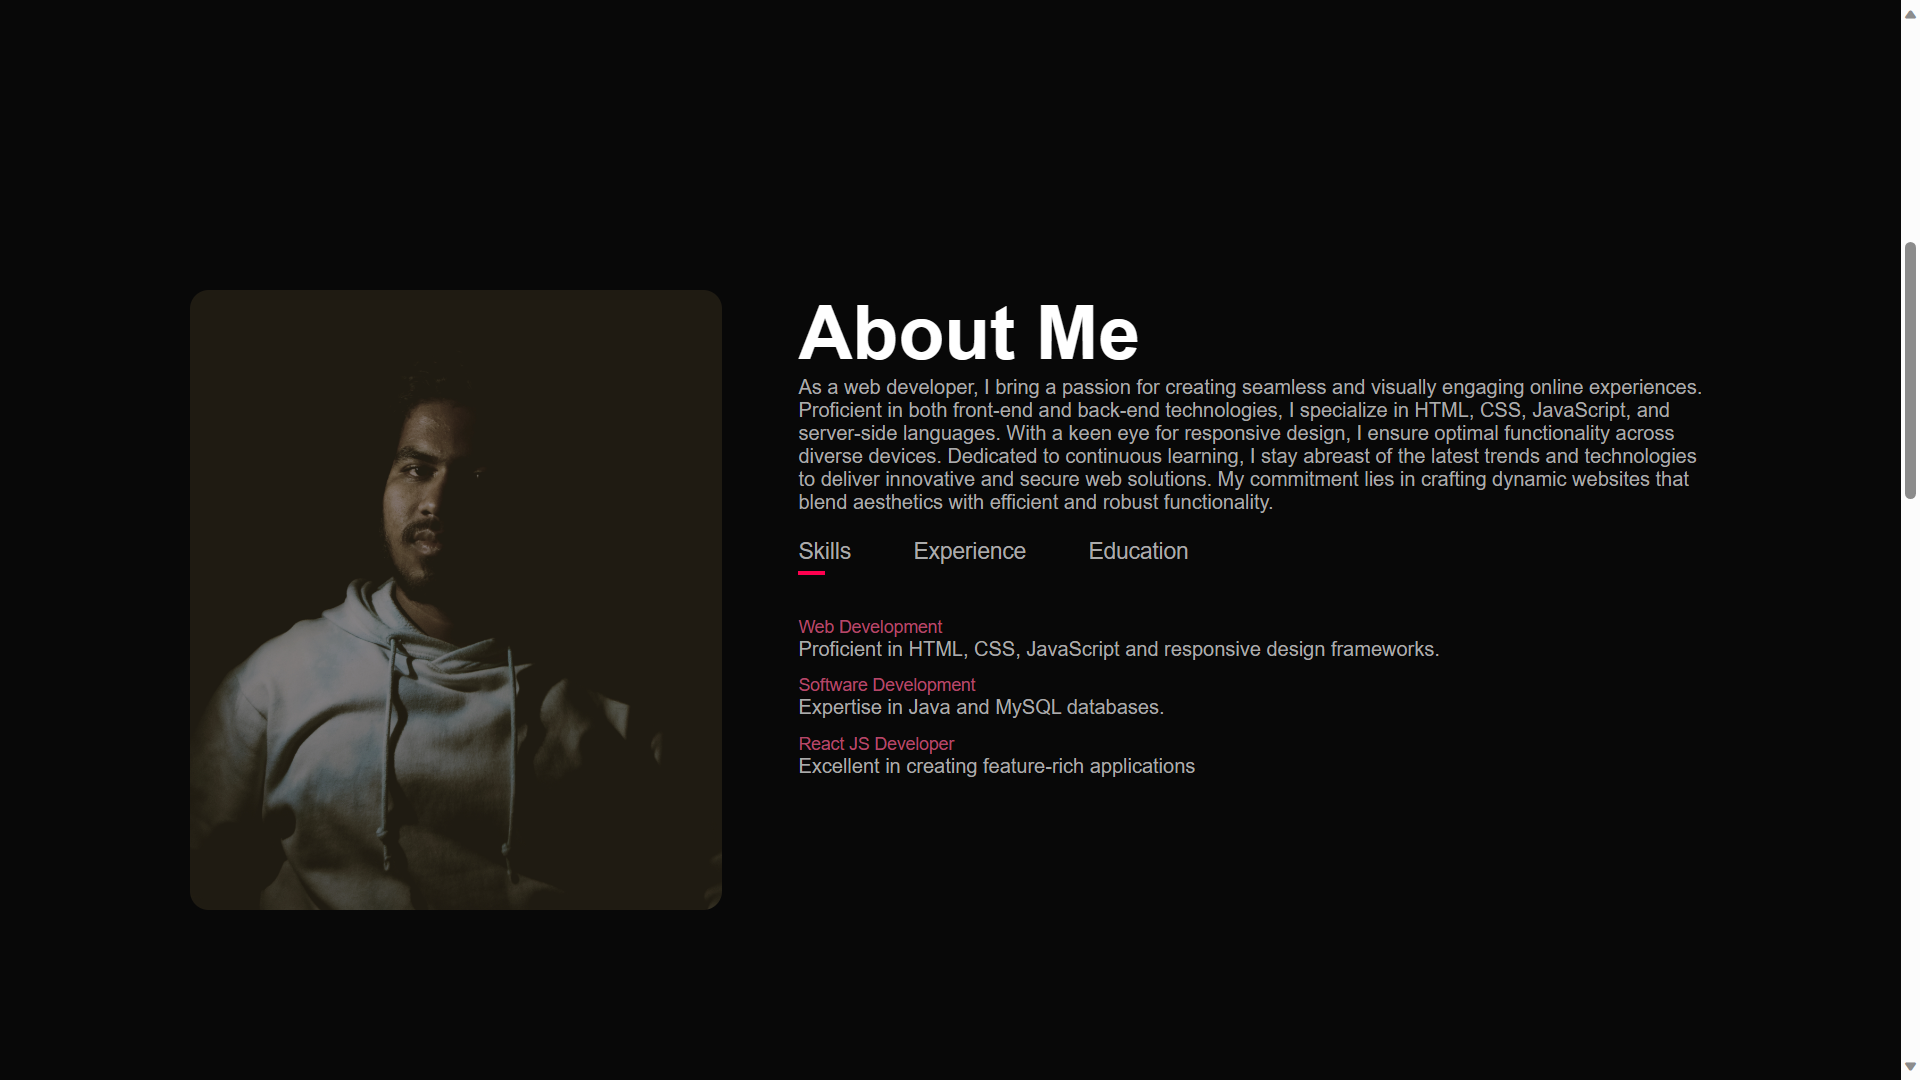 About Me
As a web developer, I bring a passion for creating seamless and visually engaging online experiences.
Proficient in both front-end and back-end technologies, I specialize in HTML, CSS, JavaScript, and
server-side languages. With a keen eye for responsive design, I ensure optimal functionality across
diverse devices. Dedicated to continuous learning, I stay abreast of the latest trends and technologies
to deliver innovative and secure web solutions. My commitment lies in crafting dynamic websites that
blend aesthetics with efficient and robust functionality.
Skills Experience Education
Web Development
Proficient in HTML, CSS, JavaScript and responsive design frameworks.
Software Development
Expertise in Java and MySQL databases.
React JS Developer
Excellent in creating feature-rich applications